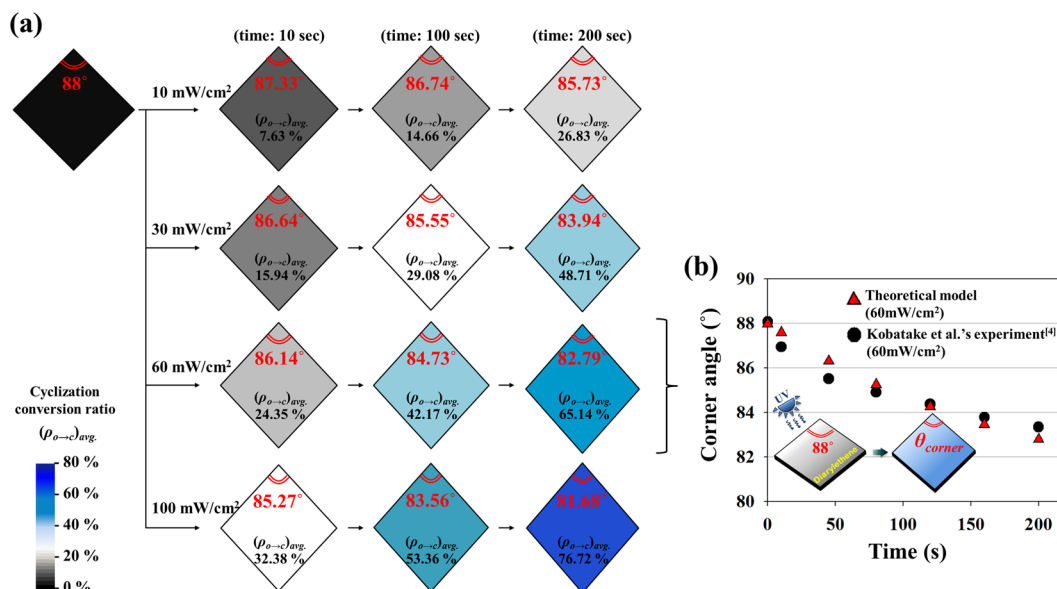 (a)
(time: 10 sec)
(time: 100 sec)
(time: 200 sec)
88°
10 mW/cm²
87.33°
(ρo→c)avg.
7.63 %
86.74°
(ρo→c)avg.
14.66 %
85.73°
(ρo→c)avg.
26.83 %
30 mW/cm²
86.64°
(ρo→c)avg.
15.94 %
85.55°
(ρo→c)avg.
29.08 %
83.94°
(ρo→c)avg.
48.71 %
60 mW/cm²
86.14°
(ρo→c)avg.
24.35 %
84.73°
(ρo→c)avg.
42.17 %
82.79°
(ρo→c)avg.
65.14 %
100 mW/cm²
85.27°
(ρo→c)avg.
32.38 %
83.56°
(ρo→c)avg.
53.36 %
81.68°
(ρo→c)avg.
76.72 %
Cyclization
conversion ratio
(ρo→c)avg.
80 %
60 %
40 %
20 %
0 %
(b)
Corner angle (°)
90
88
86
84
82
80
Theoretical model
(60mW/cm²)
Kobatake et al.'s experiment[4]
(60mW/cm²)
UV
88°
Diarylethene
θcorner
0
50
100
150
200
Time (s)